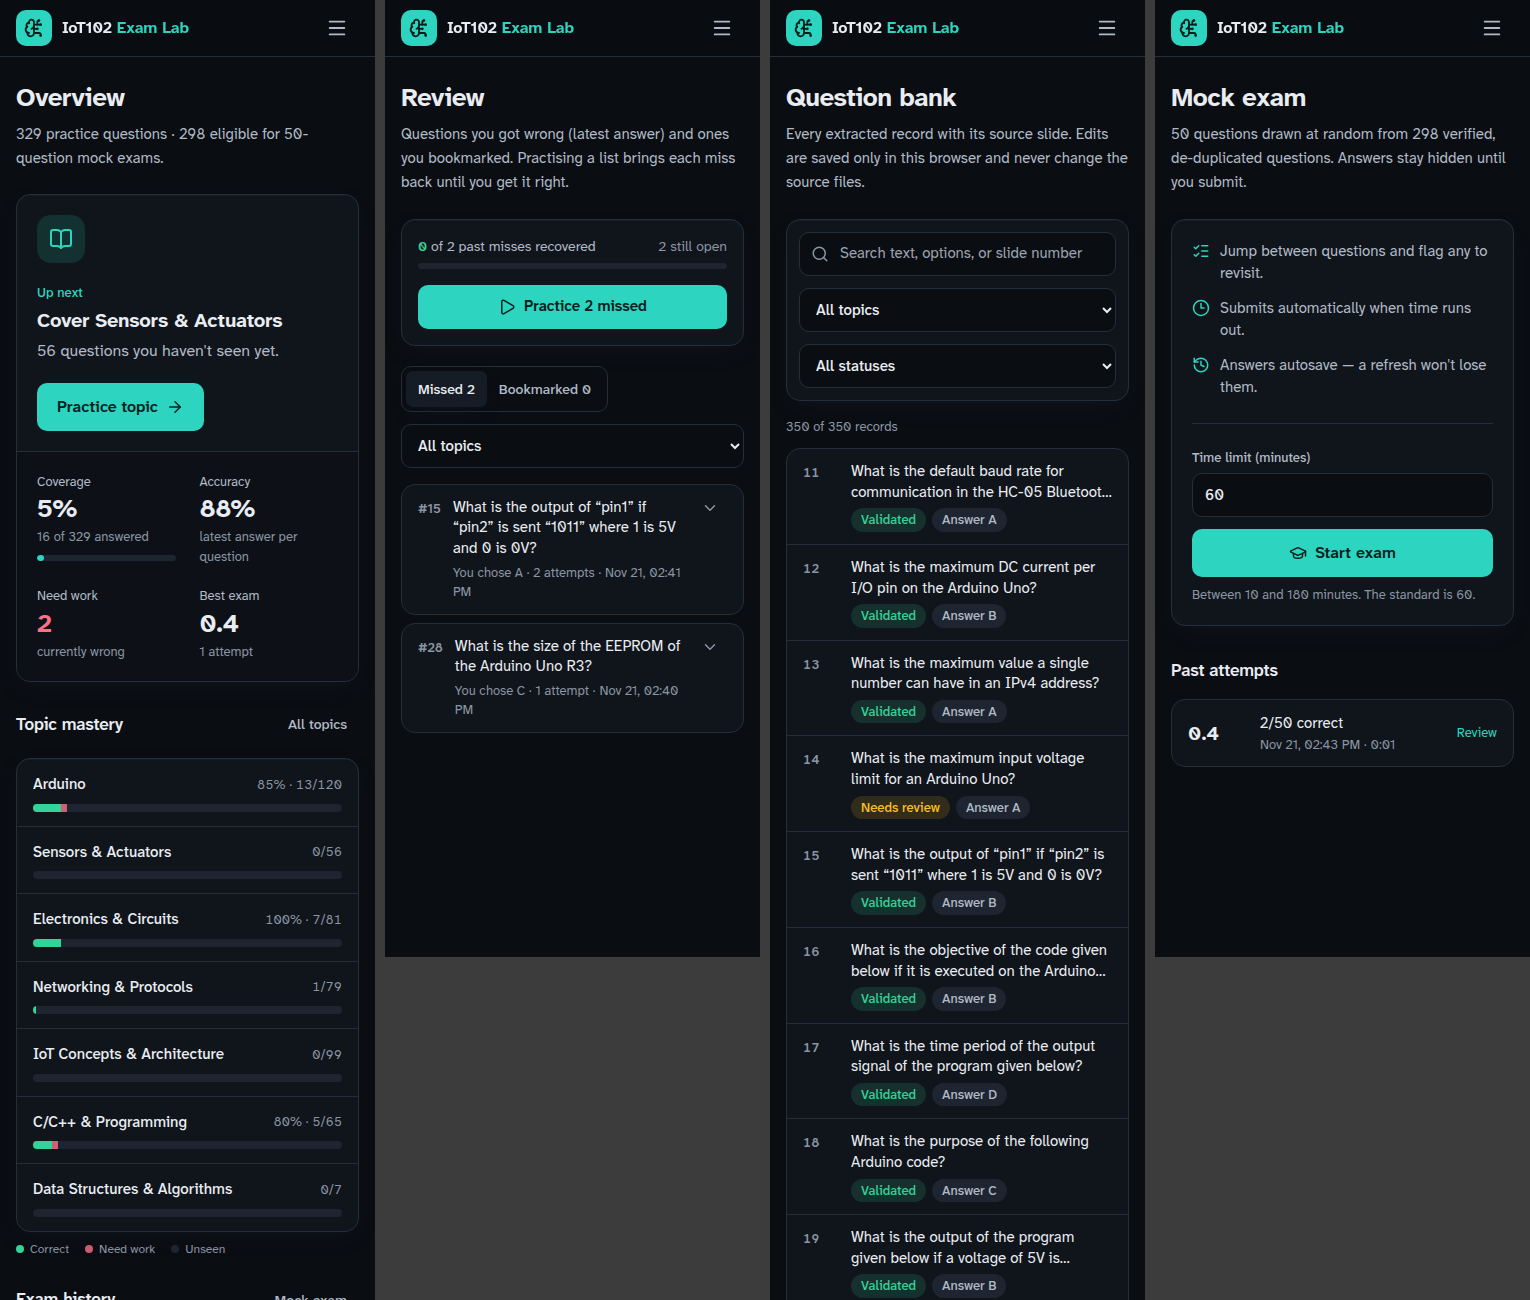 IoT102 Exam Lab
Overview
329 practice questions · 298 eligible for 50-
question mock exams.
Up next
Cover Sensors & Actuators
56 questions you haven't seen yet.
Practice topic
Coverage
5%
16 of 329 answered
Accuracy
88%
latest answer per
question
Need work
2
currently wrong
Best exam
0.4
1 attempt
Topic mastery
All topics
Arduino
85% · 13/120
Sensors & Actuators
0/56
Electronics & Circuits
100% · 7/81
Networking & Protocols
1/79
IoT Concepts & Architecture
0/99
C/C++ & Programming
80% · 5/65
Data Structures & Algorithms
0/7
Correct
Need work
Unseen
Exam history
Mock exam
IoT102 Exam Lab
Review
Questions you got wrong (latest answer) and ones
you bookmarked. Practising a list brings each miss
back until you get it right.
0 of 2 past misses recovered
2 still open
Practice 2 missed
Missed 2
Bookmarked 0
All topics
#15
What is the output of “pin1” if
“pin2” is sent “1011” where 1 is 5V
and 0 is 0V?
You chose A · 2 attempts · Nov 21, 02:41
PM
#28
What is the size of the EEPROM of
the Arduino Uno R3?
You chose C · 1 attempt · Nov 21, 02:40
PM
IoT102 Exam Lab
Question bank
Every extracted record with its source slide. Edits
are saved only in this browser and never change the
source files.
Search text, options, or slide number
All topics
All statuses
350 of 350 records
11
What is the default baud rate for
communication in the HC-05 Bluetoot...
Validated
Answer A
12
What is the maximum DC current per
I/O pin on the Arduino Uno?
Validated
Answer B
13
What is the maximum value a single
number can have in an IPv4 address?
Validated
Answer A
14
What is the maximum input voltage
limit for an Arduino Uno?
Needs review
Answer A
15
What is the output of “pin1” if “pin2” is
sent “1011” where 1 is 5V and 0 is 0V?
Validated
Answer B
16
What is the objective of the code given
below if it is executed on the Arduino...
Validated
Answer B
17
What is the time period of the output
signal of the program given below?
Validated
Answer D
18
What is the purpose of the following
Arduino code?
Validated
Answer C
19
What is the output of the program
given below if a voltage of 5V is...
Validated
Answer B
IoT102 Exam Lab
Mock exam
50 questions drawn at random from 298 verified,
de-duplicated questions. Answers stay hidden until
you submit.
Jump between questions and flag any to
revisit.
Submits automatically when time runs
out.
Answers autosave — a refresh won't lose
them.
Time limit (minutes)
60
Start exam
Between 10 and 180 minutes. The standard is 60.
Past attempts
0.4
2/50 correct
Nov 21, 02:43 PM · 0:01
Review